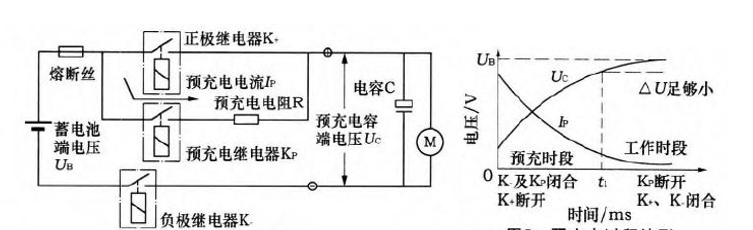 正极继电器K+
熔断丝
预充电电流IP
预充电电阻R
电容C
蓄电池
端电压
UB
预充电容
端电压UC
M
预充电继电器KP
负极继电器K-
电压/V
UB
UC
△U足够小
IP
预充时段
工作时段
0
t1
K-及KP闭合
K+断开
KP断开
K+、K-闭合
时间/ms